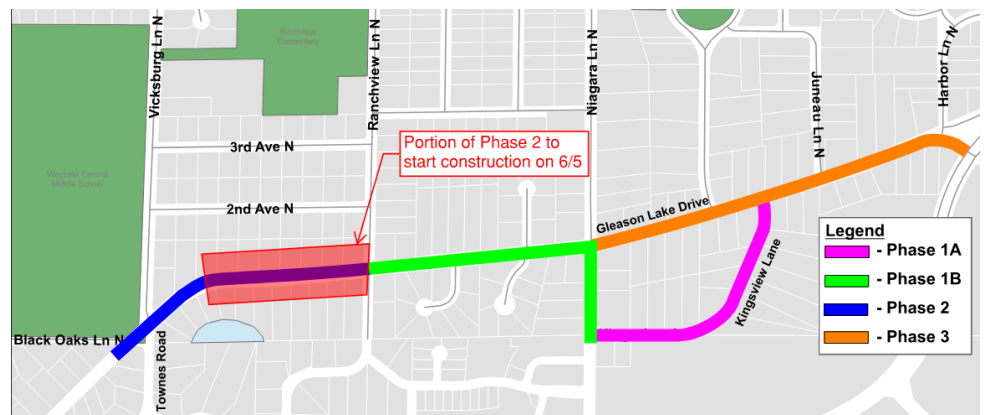 Vicksburg Ln N
Birchview
Elementary
Ranchview Ln N
Niagara Ln N
Juneau Ln N
Harbor Ln N
3rd Ave N
Portion of Phase 2 to
start construction on 6/5
Wayzata Central
Middle School
2nd Ave N
Gleason Lake Drive
Kingsview Lane
Black Oaks Ln N
Townes Road
Legend
- Phase 1A
- Phase 1B
- Phase 2
- Phase 3